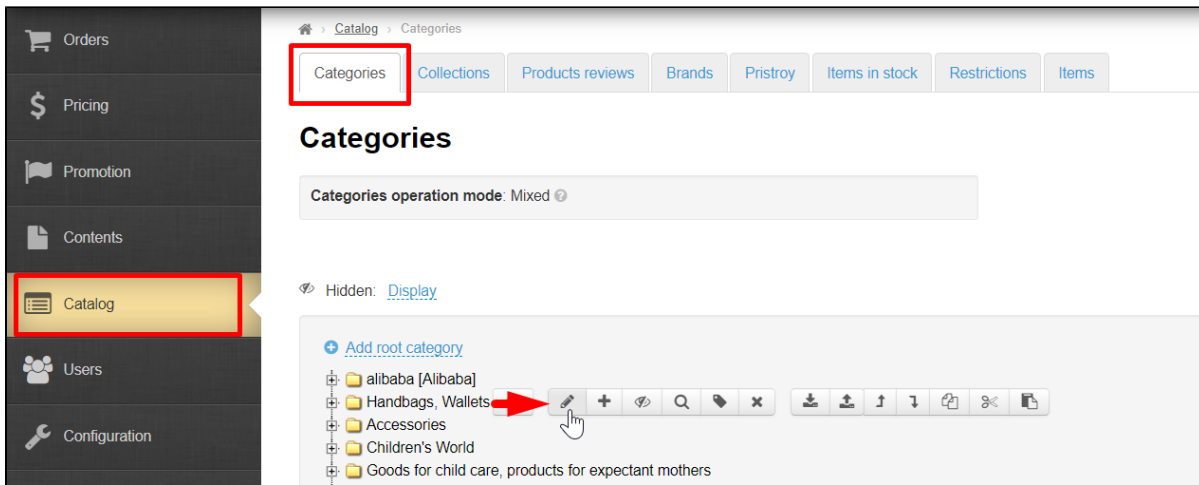 Orders
Pricing
Promotion
Contents
Catalog
Users
Configuration
› Catalog › Categories
Categories Collections Products reviews Brands Pristroy Items in stock Restrictions Items
Categories
Categories operation mode: Mixed
Hidden: Display
Add root category
alibaba [Alibaba]
Handbags, Wallets
Accessories
Children's World
Goods for child care, products for expectant mothers